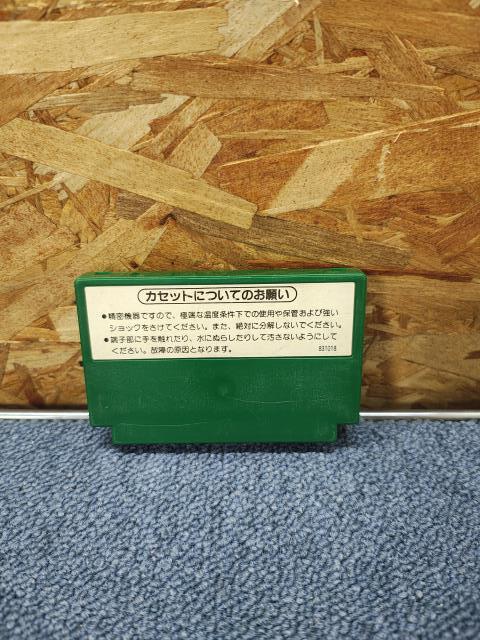 カセットについてのお願い
●精密機器ですので、極端な温度条件下での使用や保管および強い
ショックをさけてください。また、絶対に分解しないでください。
●端子部に手を触れたり、水にぬらしたりして汚さないようにして
ください。故障の原因となります。
831018